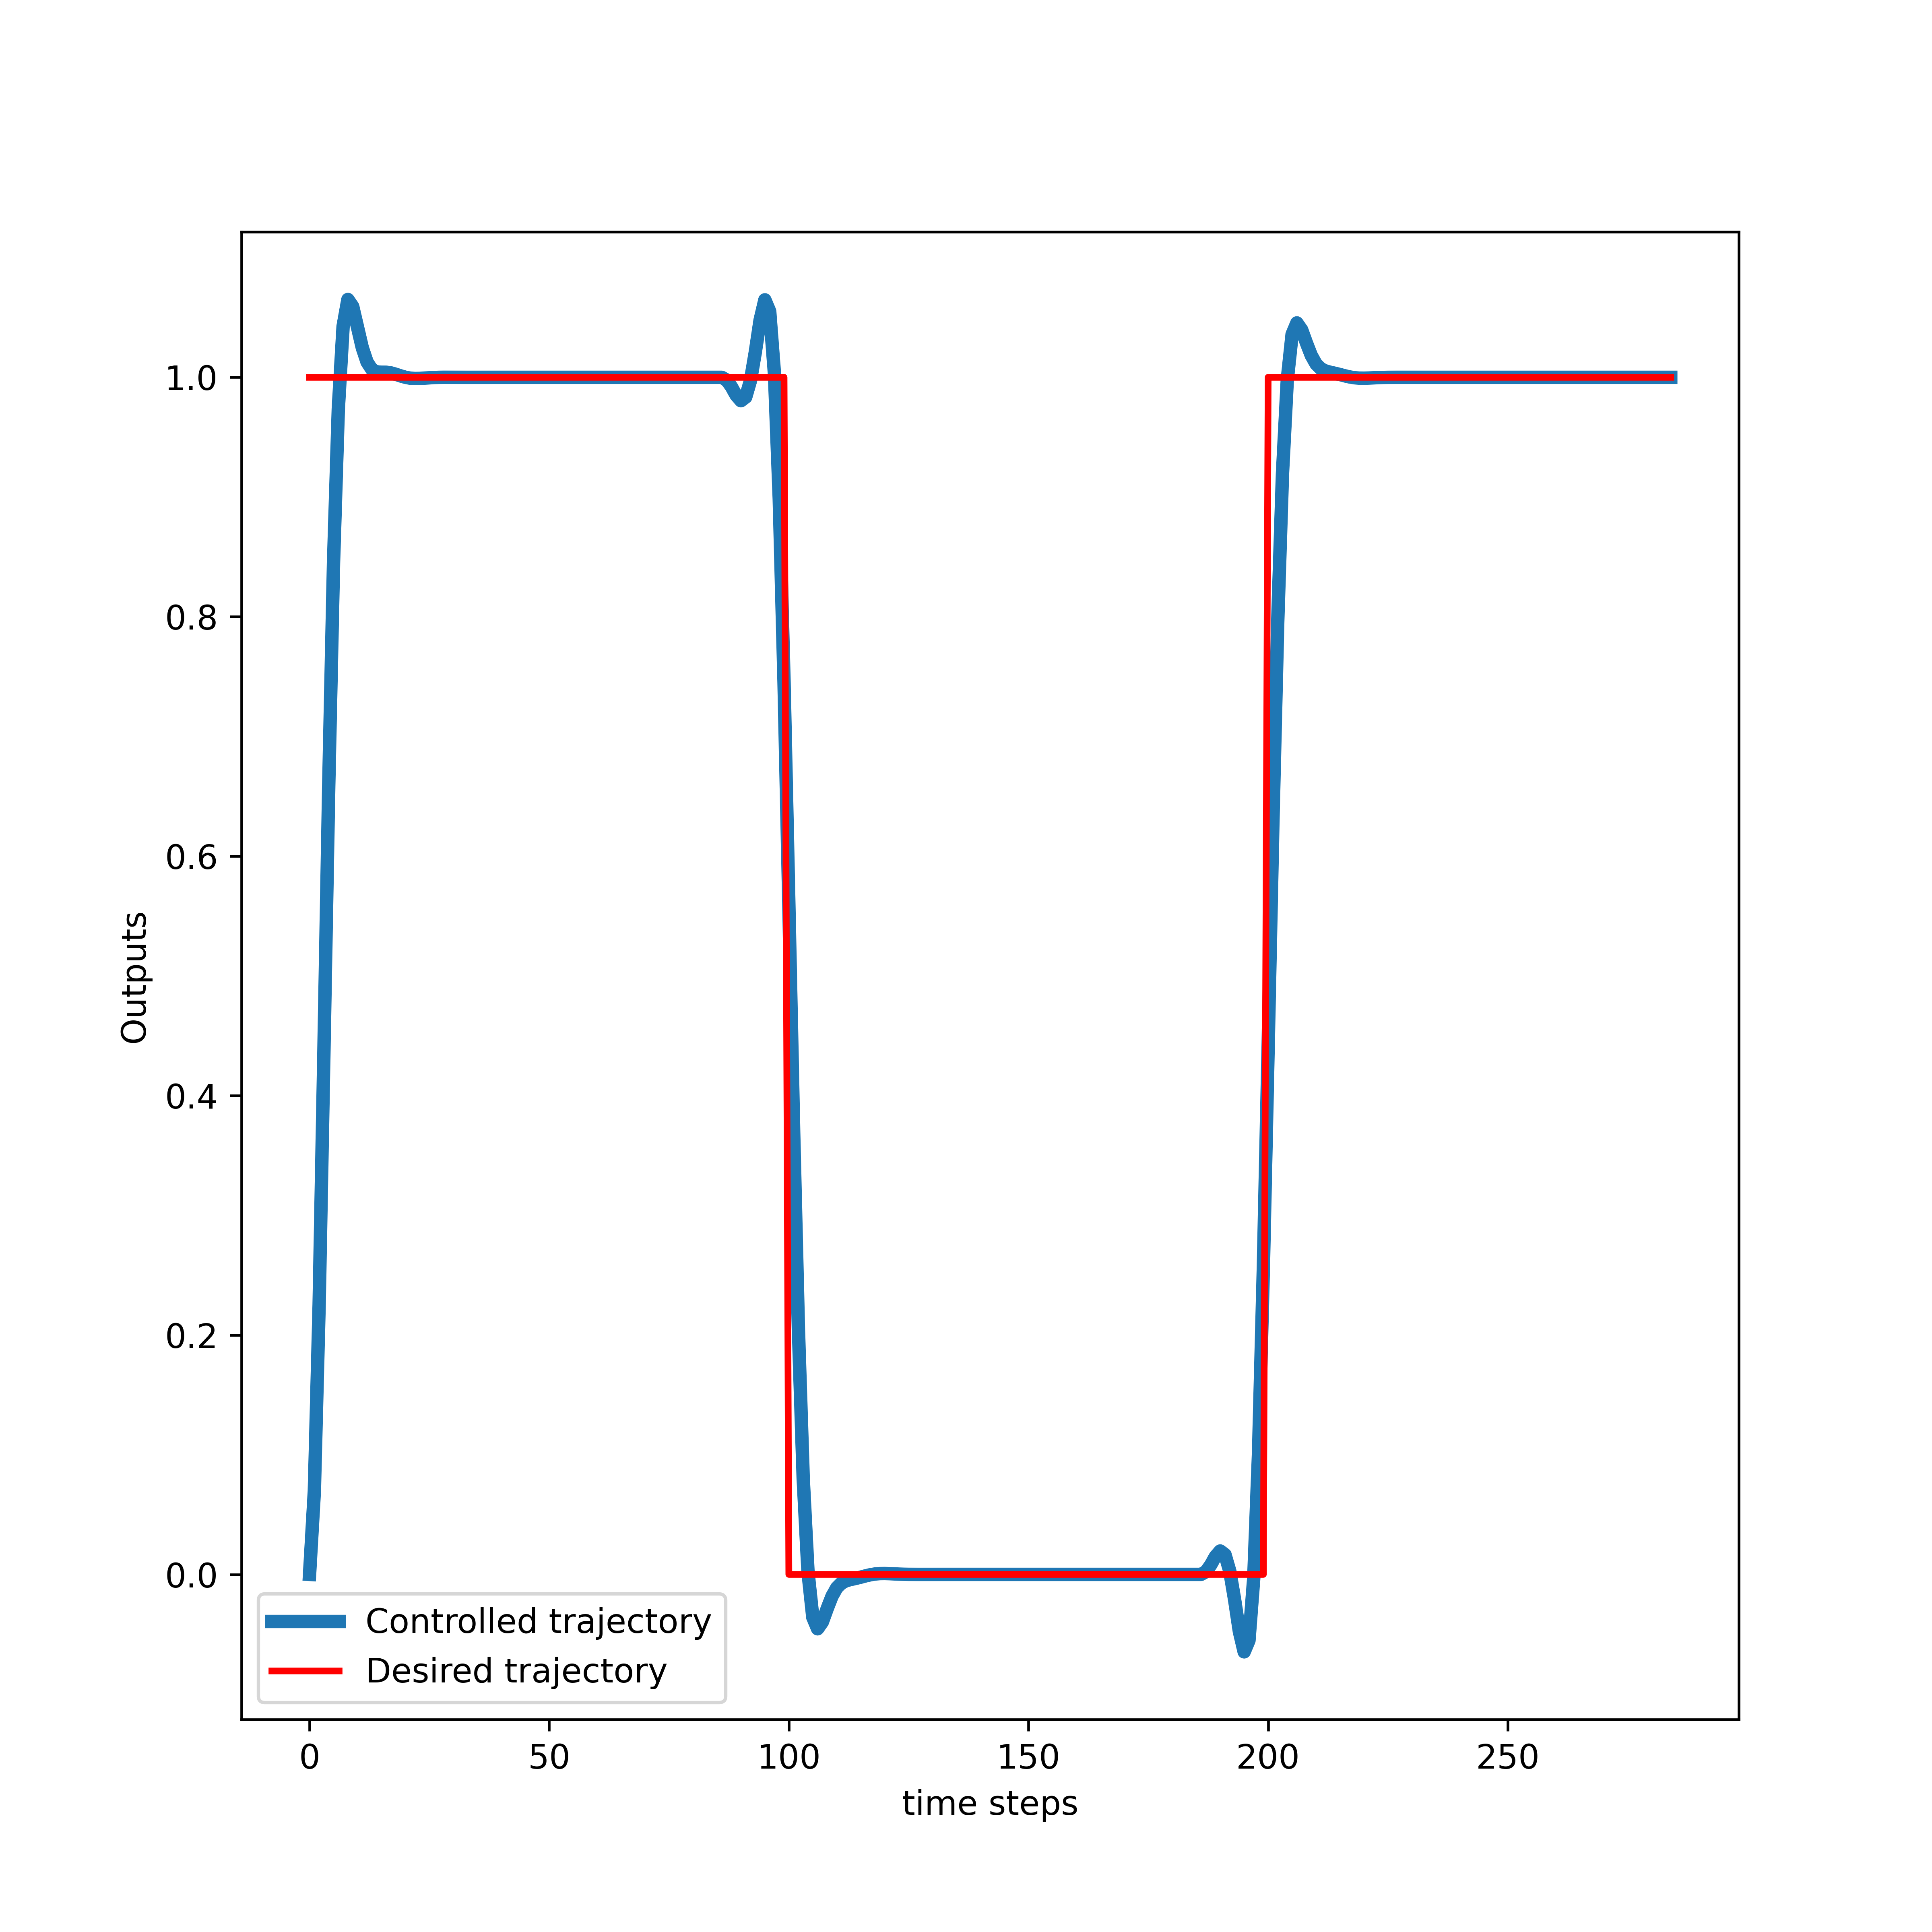 1.0
0.8
0.6
0.4
0.2
0.0
Outputs
Controlled trajectory
Desired trajectory
0 50 100 150 200 250
time steps